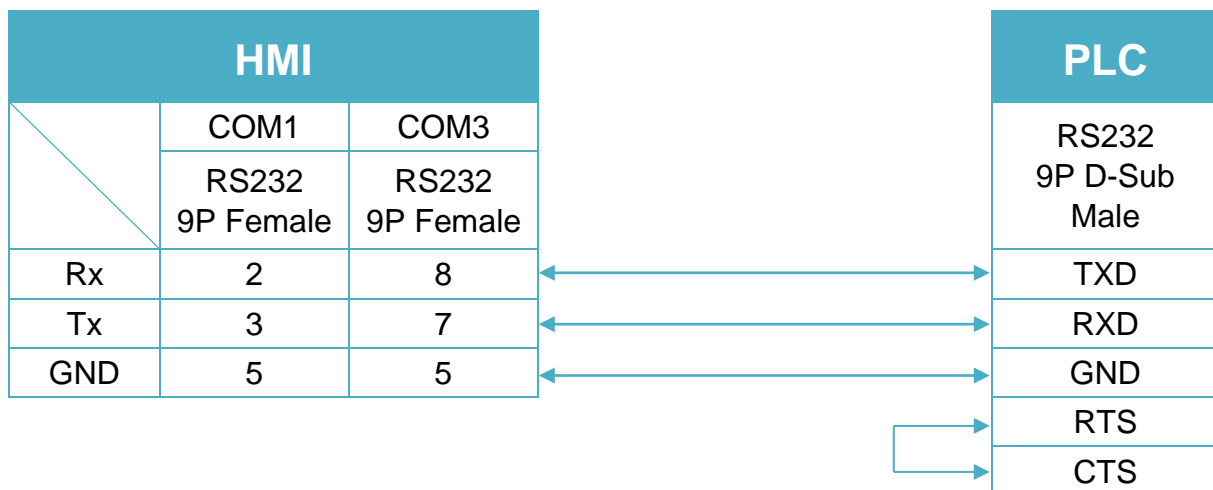 HMI
PLC
COM1
COM3
RS232
9P Female
RS232
9P Female
RS232
9P D-Sub
Male
Rx
2
8
TXD
Tx
3
7
RXD
GND
5
5
GND
RTS
CTS